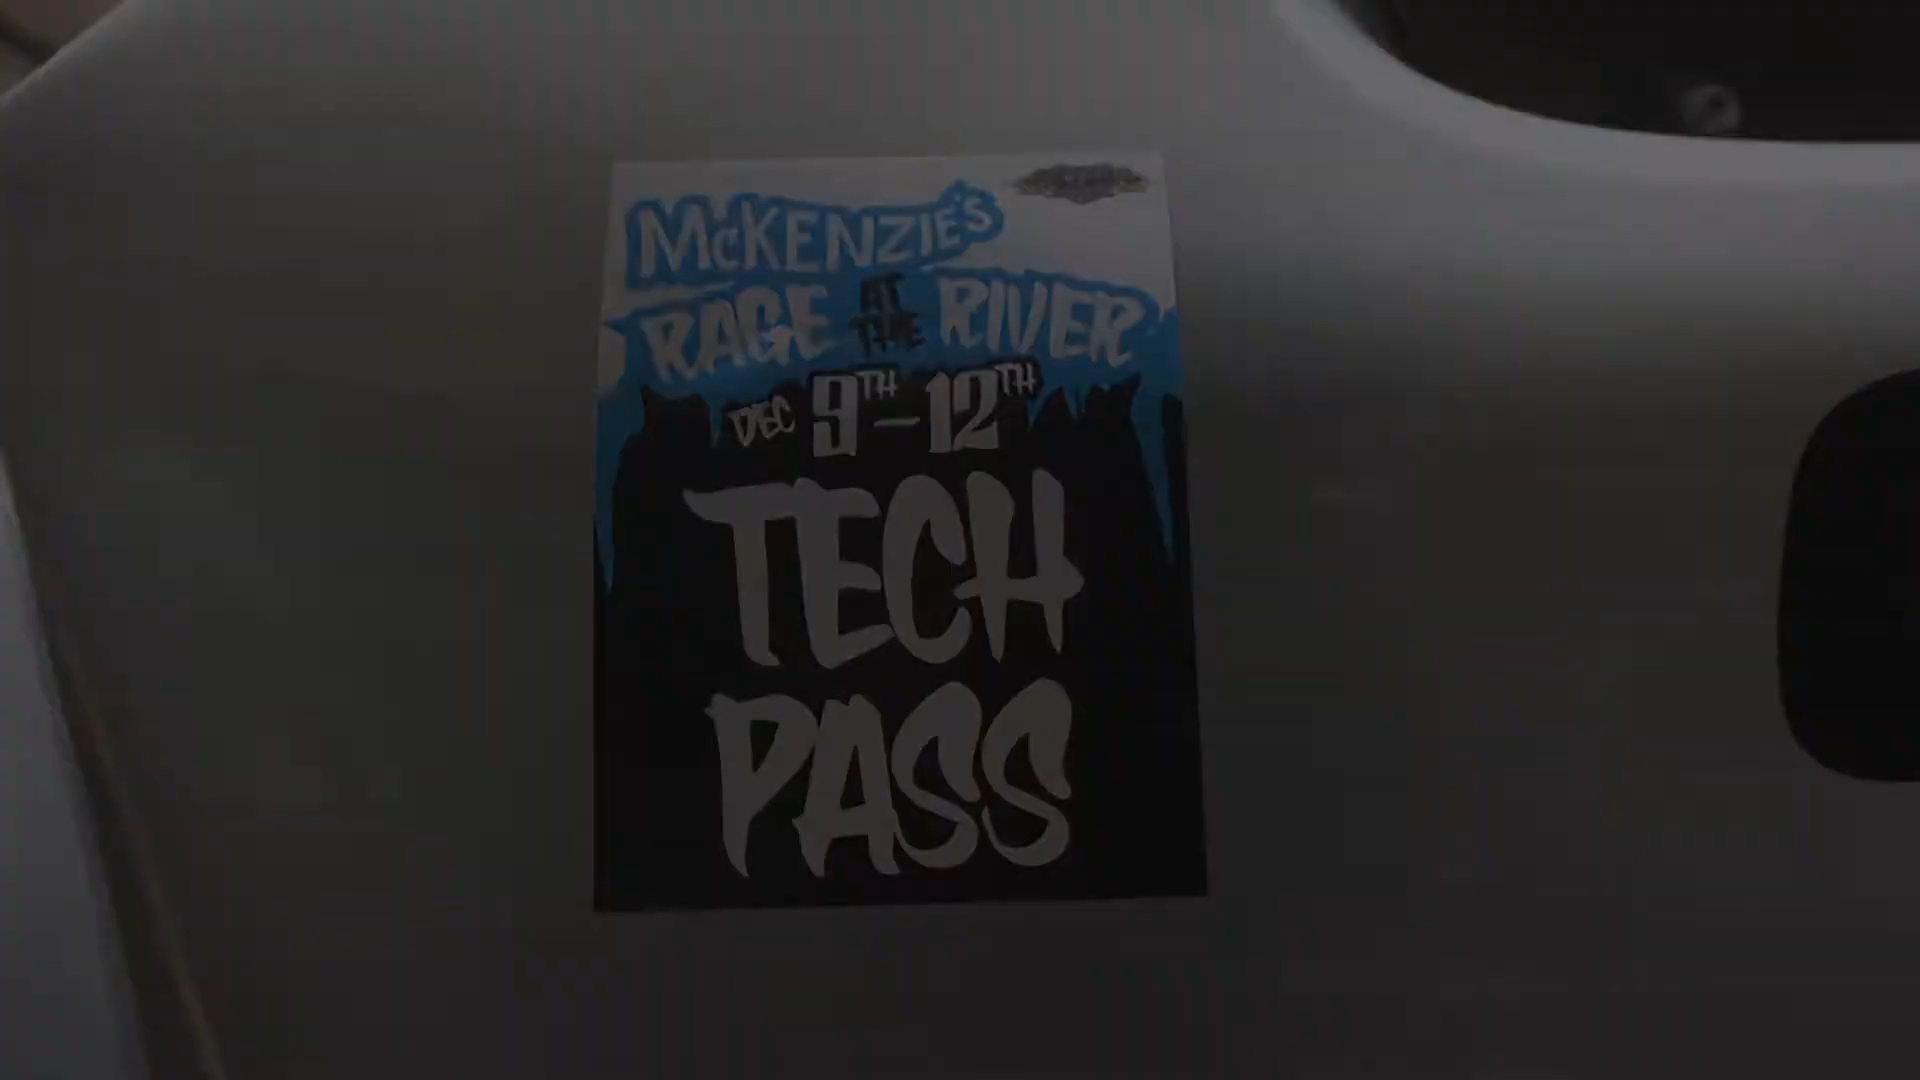 McKENZIE'S
RAGE AT THE RIVER
DEC 9TH-12TH
TECH
PASS